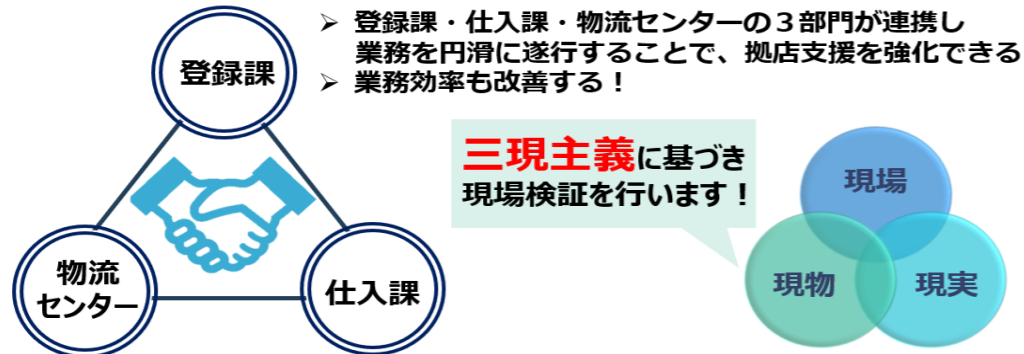 ➢ 登録課・仕入課・物流センターの３部門が連携し
業務を円滑に遂行することで、拠店支援を強化できる
➢ 業務効率も改善する！
登録課
物流
センター
仕入課
三現主義に基づき
現場検証を行います！
現場
現物
現実